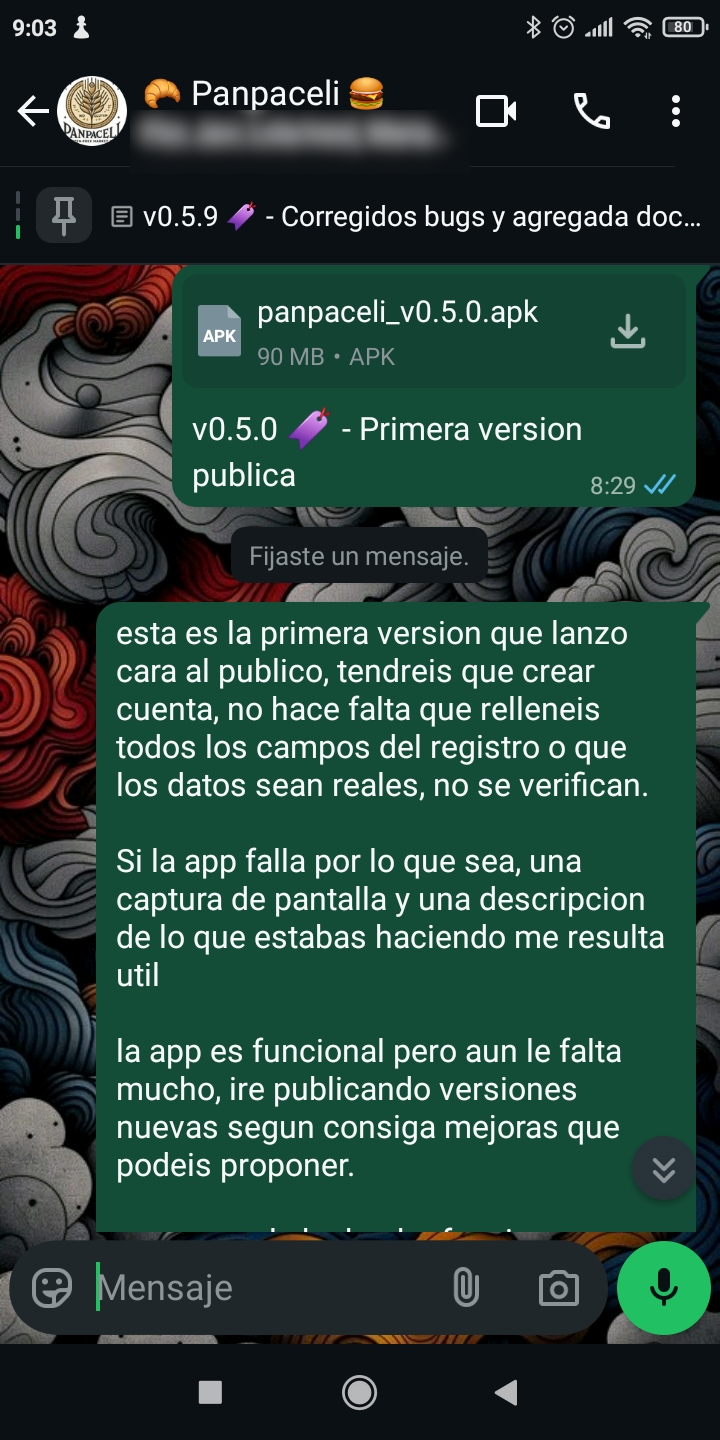 9:03
80
Panpaceli
PANPACELI
v0.5.9 - Corregidos bugs y agregada doc...
APK
panpaceli_v0.5.0.apk
90 MB • APK
v0.5.0 - Primera version
publica
8:29
Fijaste un mensaje.
esta es la primera version que lanzo
cara al publico, tendreis que crear
cuenta, no hace falta que relleneis
todos los campos del registro o que
los datos sean reales, no se verifican.
Si la app falla por lo que sea, una
captura de pantalla y una descripcion
de lo que estabas haciendo me resulta
util
la app es funcional pero aun le falta
mucho, ire publicando versiones
nuevas segun consiga mejoras que
podeis proponer.
Mensaje